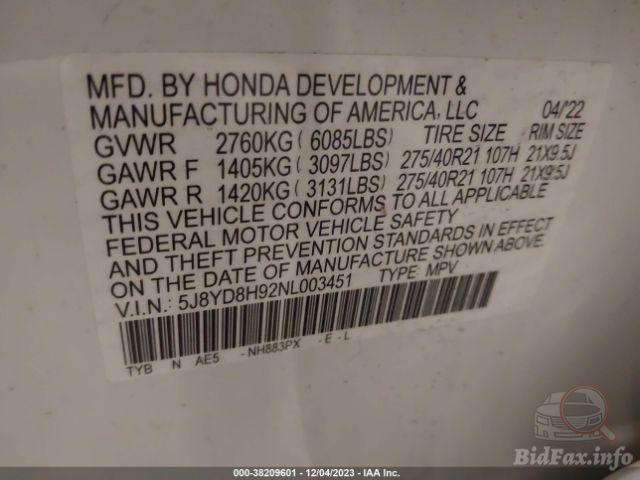 MFD. BY HONDA DEVELOPMENT &
MANUFACTURING OF AMERICA, LLC 04/22
GVWR 2760KG ( 6085LBS) TIRE SIZE RIM SIZE
GAWR F 1405KG ( 3097LBS) 275/40R21 107H 21X9.5J
GAWR R 1420KG ( 3131LBS) 275/40R21 107H 21X9.5J
THIS VEHICLE CONFORMS TO ALL APPLICABLE
FEDERAL MOTOR VEHICLE SAFETY
AND THEFT PREVENTION STANDARDS IN EFFECT
ON THE DATE OF MANUFACTURE SHOWN ABOVE.
V.I.N.: 5J8YD8H92NL003451 TYPE: MPV
TYB N AE5 - NH883PX - E - L
BidFax.info
000-38209601 - 12/04/2023 - IAA Inc.